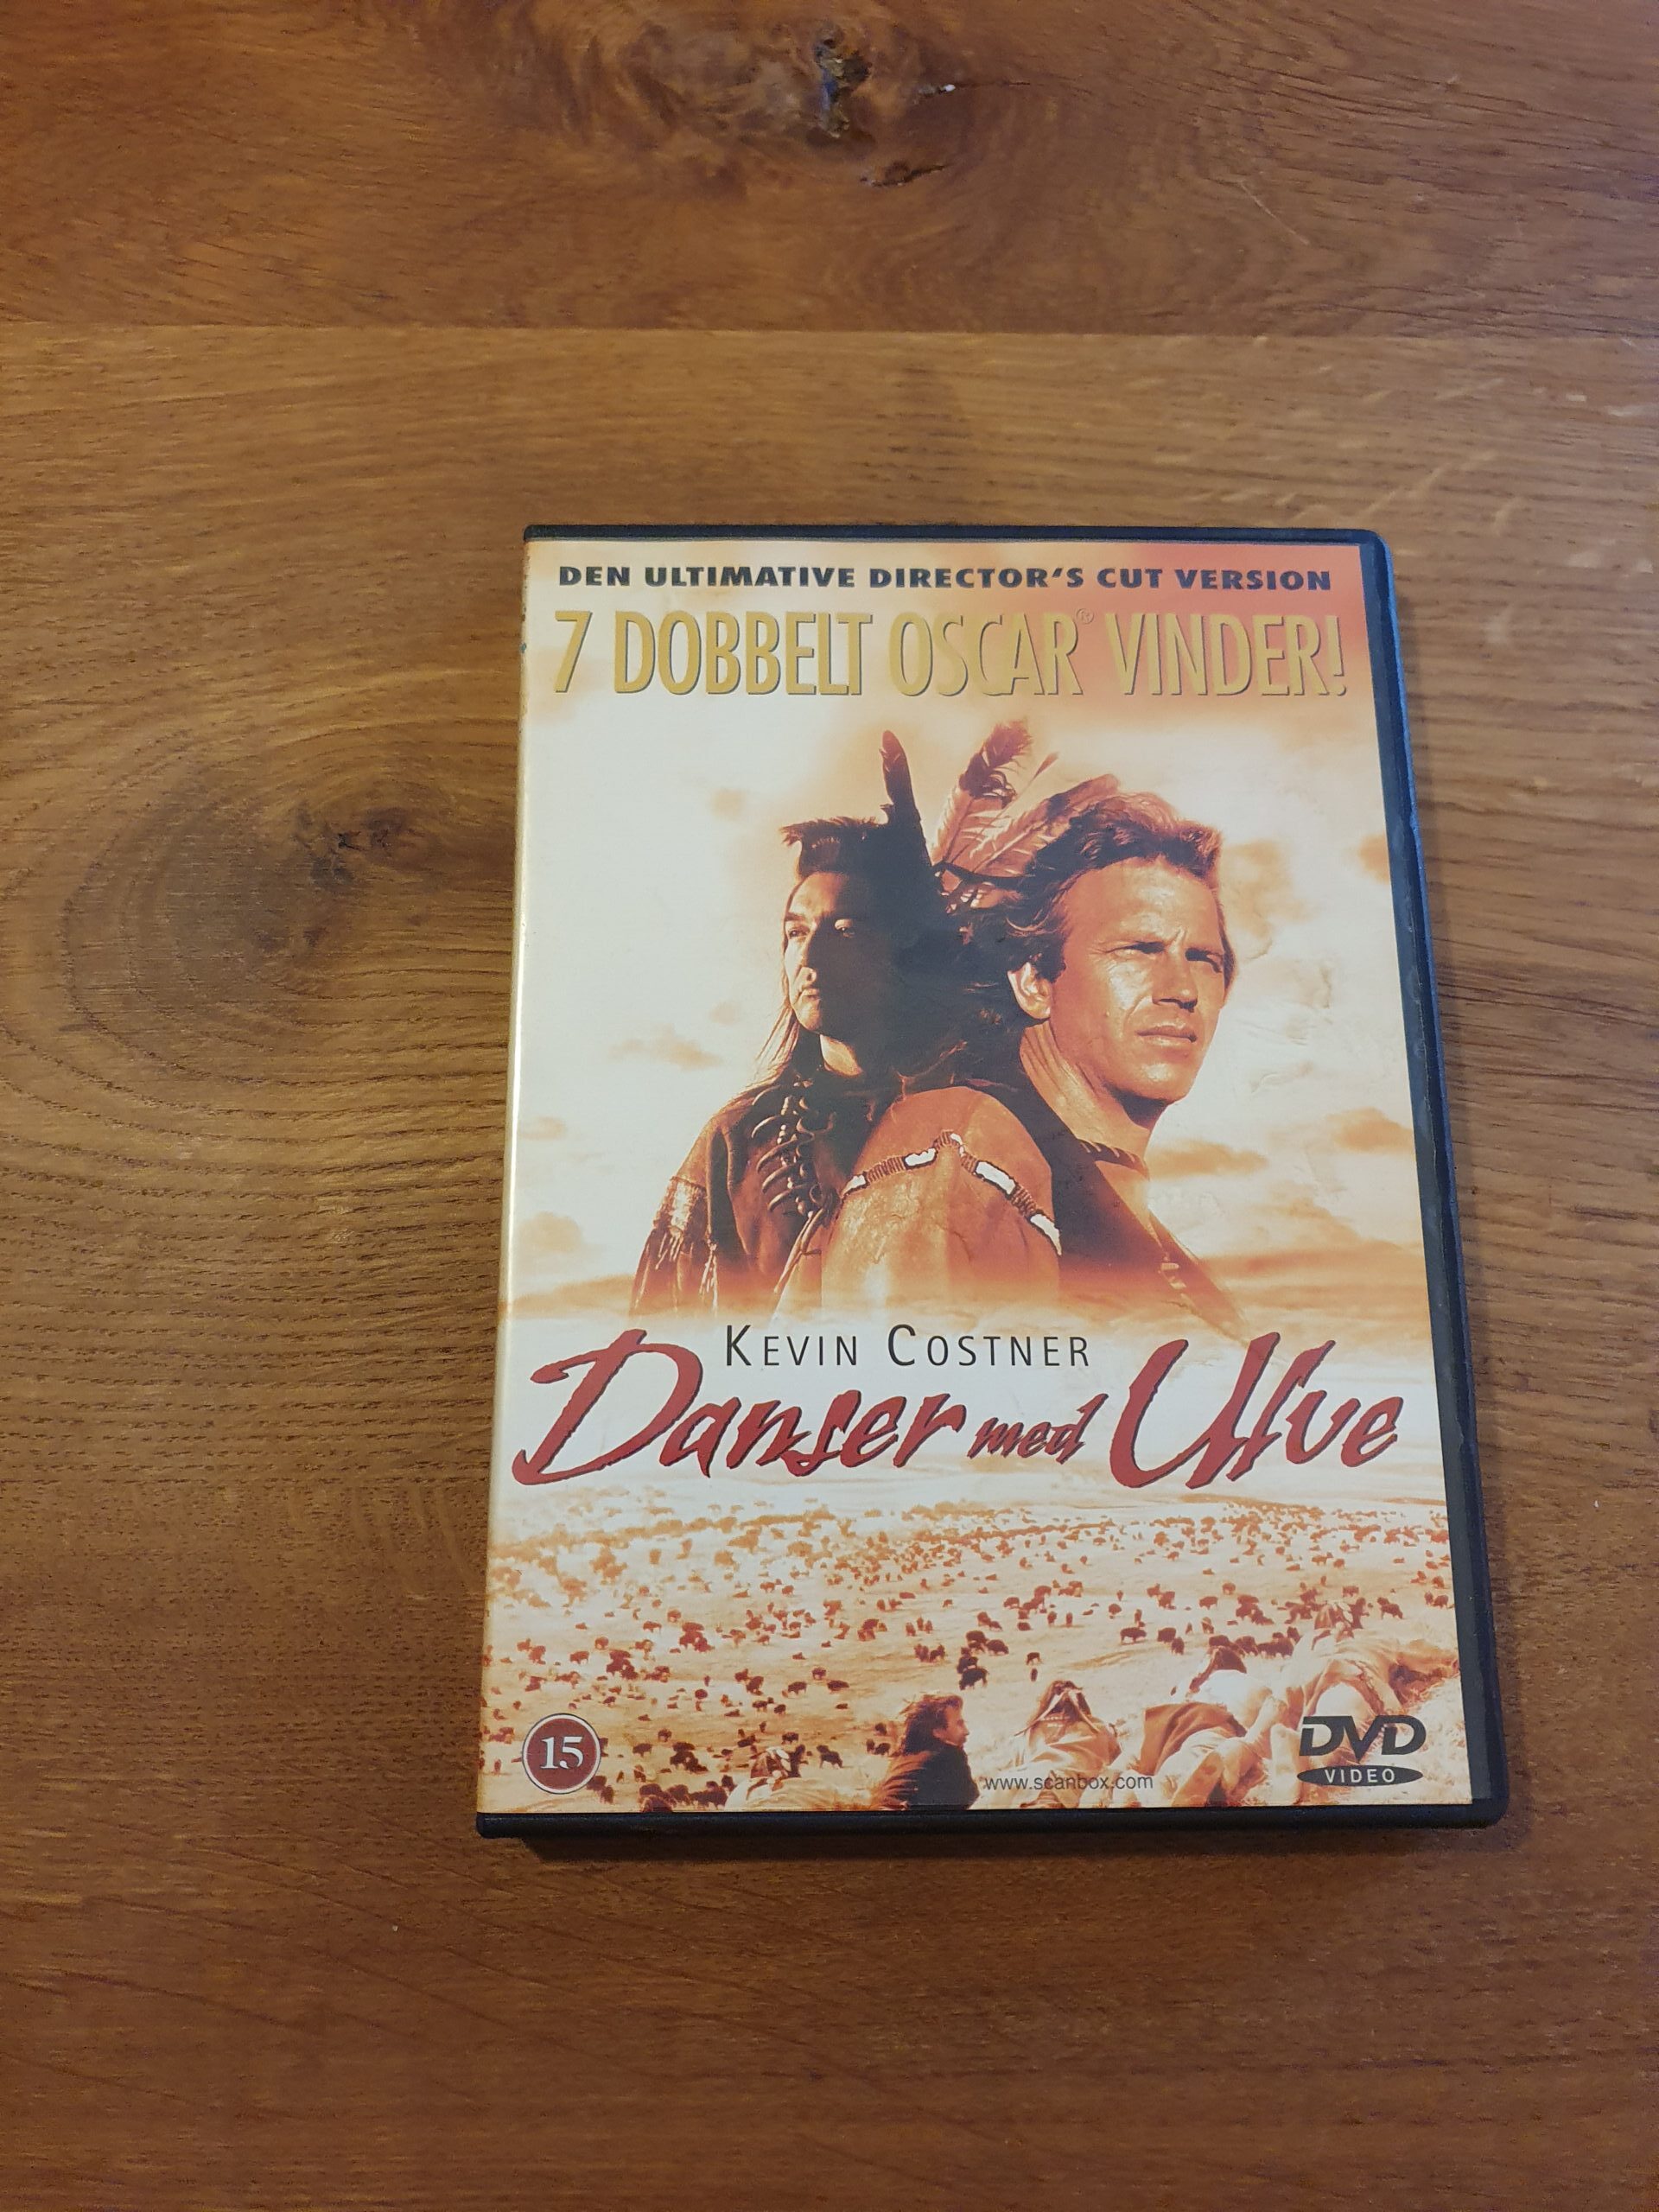 DEN ULTIMATIVE DIRECTOR'S CUT VERSION
7 DOBBELT OSCAR® VINDER!
KEVIN COSTNER
Danser med Ulve
15
www.scanbox.com
DVD
VIDEO